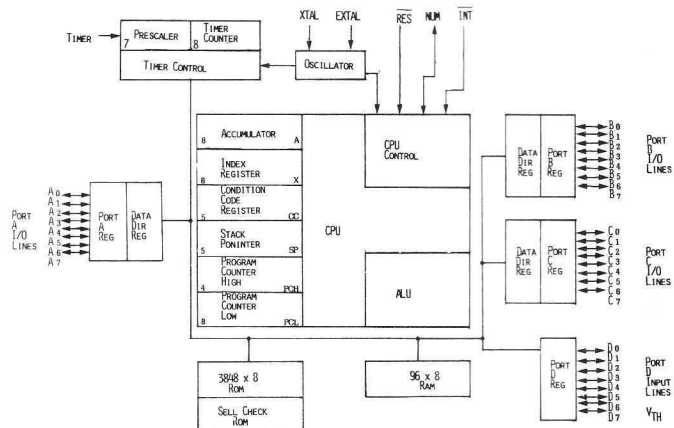 XTAL EXTAL RES NUM INT
TIMER
PRESCALER
7
TIMER
COUNTER
8
TIMER CONTROL
OSCILLATOR
8 ACCUMULATOR A
INDEX
REGISTER
8 X
CONDITION
CODE
REGISTER
5 CC
STACK
PONINTER
5 SP
PROGRAM
COUNTER
HIGH
4 PCH
PROGRAM
COUNTER
LOW
8 PCL
CPU
CPU
CONTROL
ALU
PORT
A
I/O
LINES
A0
A1
A2
A3
A4
A5
A6
A7
PORT
A
REG
DATA
DIR
REG
DATA
DIR
REG
PORT
B
REG
B0
B1
B2
B3
B4
B5
B6
B7
PORT
B
I/O
LINES
DATA
DIR
REG
PORT
C
REG
C0
C1
C2
C3
C4
C5
C6
C7
PORT
C
I/O
LINES
PORT
D
REG
D0
D1
D2
D3
D4
D5
D6
D7
PORT
D
INPUT
LINES
VTH
3848 x 8
ROM
SELL CHECK
ROM
96 x 8
RAM